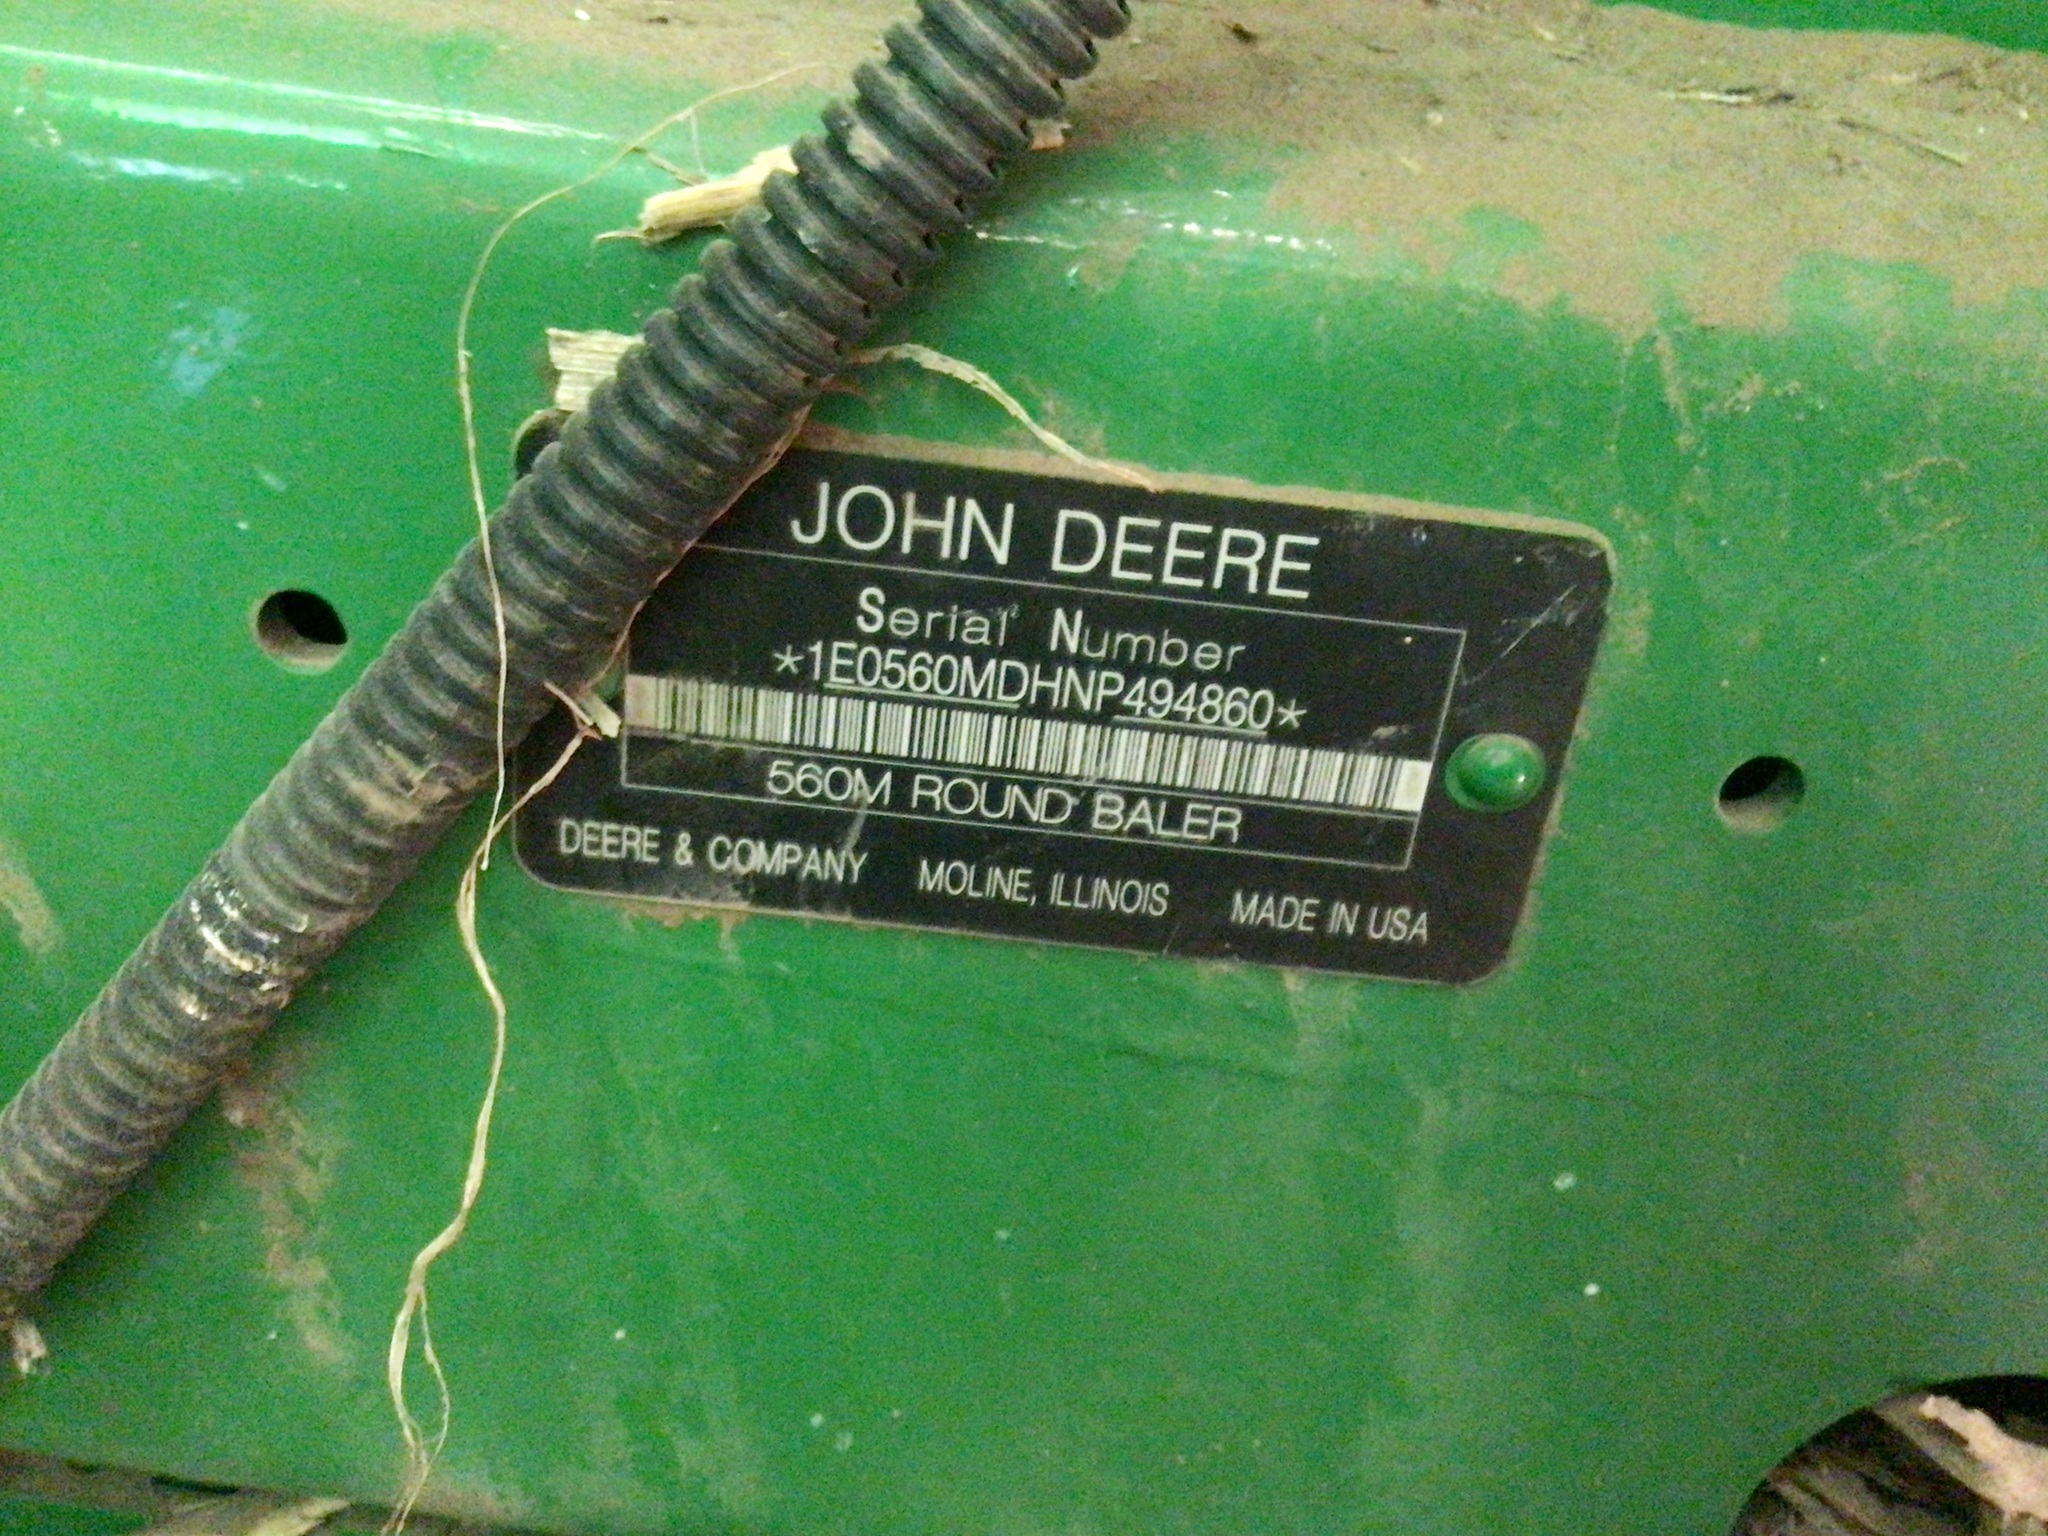 JOHN DEERE
Serial Number
*1E0560MDHNP494860*
560M ROUND BALER
DEERE & COMPANY MOLINE, ILLINOIS MADE IN USA